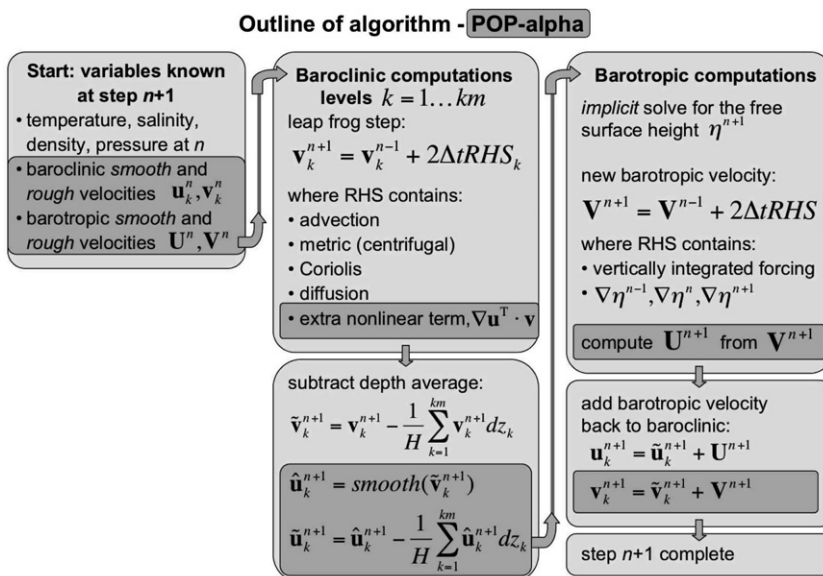 Outline of algorithm - POP-alpha
Start: variables known
at step n+1
• temperature, salinity,
density, pressure at n
• baroclinic smooth and
rough velocities u_k^n, v_k^n
• barotropic smooth and
rough velocities U^n, V^n
Baroclinic computations
levels k = 1…km
leap frog step:
v_k^{n+1} = v_k^{n−1} + 2ΔtRHS_k
where RHS contains:
• advection
• metric (centrifugal)
• Coriolis
• diffusion
• extra nonlinear term, ∇u^T · v
subtract depth average:
ṽ_k^{n+1} = v_k^{n+1} − \frac{1}{H} \sum_{k=1}^{km} v_k^{n+1} dz_k
û_k^{n+1} = smooth(ṽ_k^{n+1})
ũ_k^{n+1} = û_k^{n+1} − \frac{1}{H} \sum_{k=1}^{km} û_k^{n+1} dz_k
Barotropic computations
implicit solve for the free
surface height η^{n+1}
new barotropic velocity:
V^{n+1} = V^{n−1} + 2ΔtRHS
where RHS contains:
• vertically integrated forcing
• ∇η^{n−1}, ∇η^n, ∇η^{n+1}
compute U^{n+1} from V^{n+1}
add barotropic velocity
back to baroclinic:
u_k^{n+1} = ũ_k^{n+1} + U^{n+1}
v_k^{n+1} = ṽ_k^{n+1} + V^{n+1}
step n+1 complete